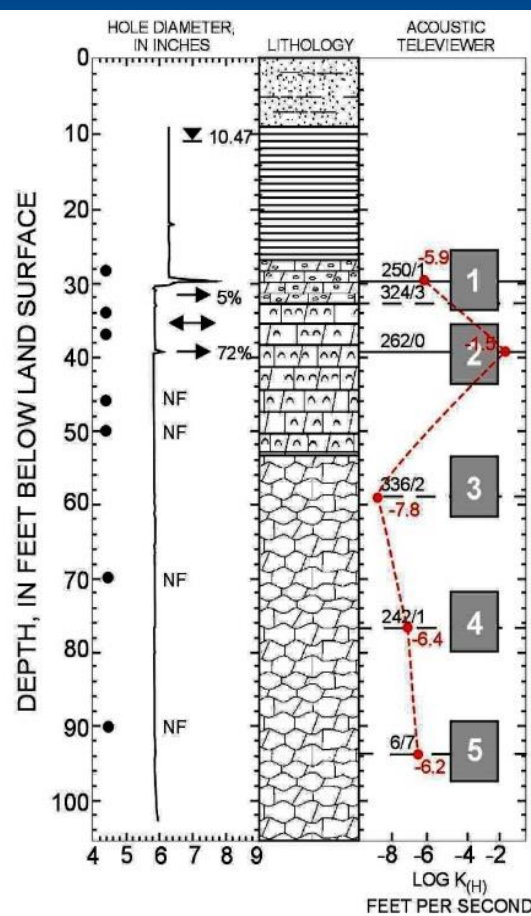 HOLE DIAMETER,
IN INCHES
LITHOLOGY
ACOUSTIC
TELEVIEWER
DEPTH, IN FEET BELOW LAND SURFACE
0
10
20
30
40
50
60
70
80
90
100
10.47
5%
72%
NF
NF
NF
NF
4 5 6 7 8 9
250/1
-5.9
1
324/3
262/0
-1.5
2
336/2
-7.8
3
242/1
-6.4
4
6/7
-6.2
5
-8 -6 -4 -2
LOG K(H)
FEET PER SECOND